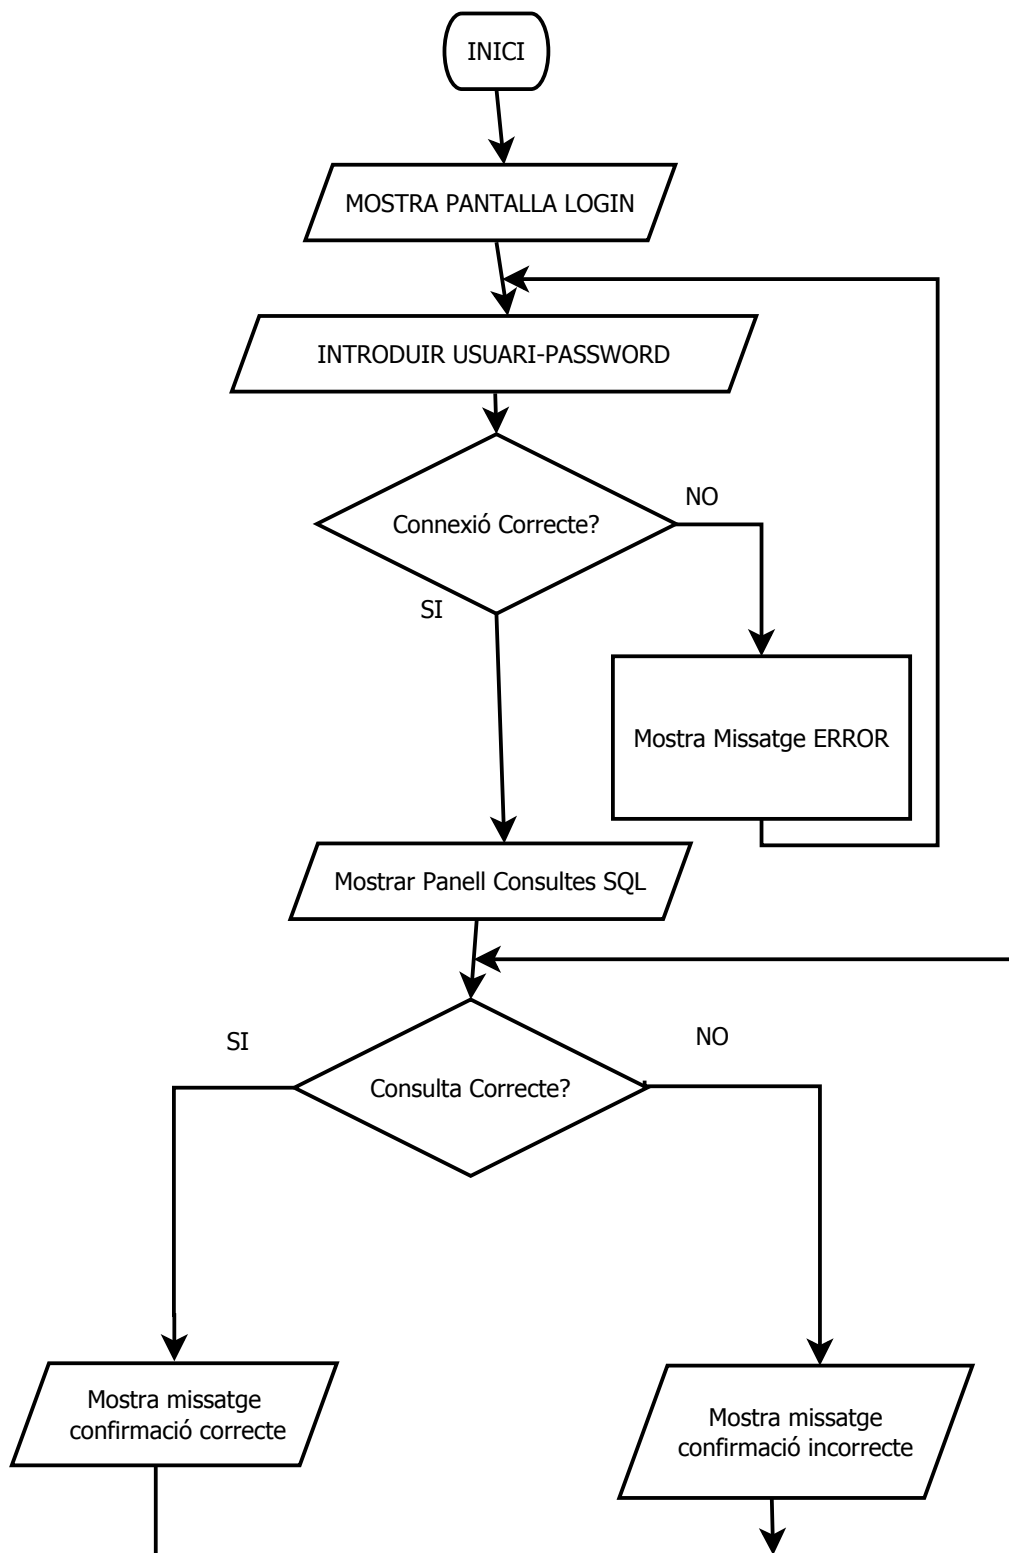 INICI
MOSTRA PANTALLA LOGIN
INTRODUIR USUARI-PASSWORD
NO
Connexió Correcte?
SI
Mostra Missatge ERROR
Mostrar Panell Consultes SQL
SI
NO
Consulta Correcte?
Mostra missatge
confirmació correcte
Mostra missatge
confirmació incorrecte